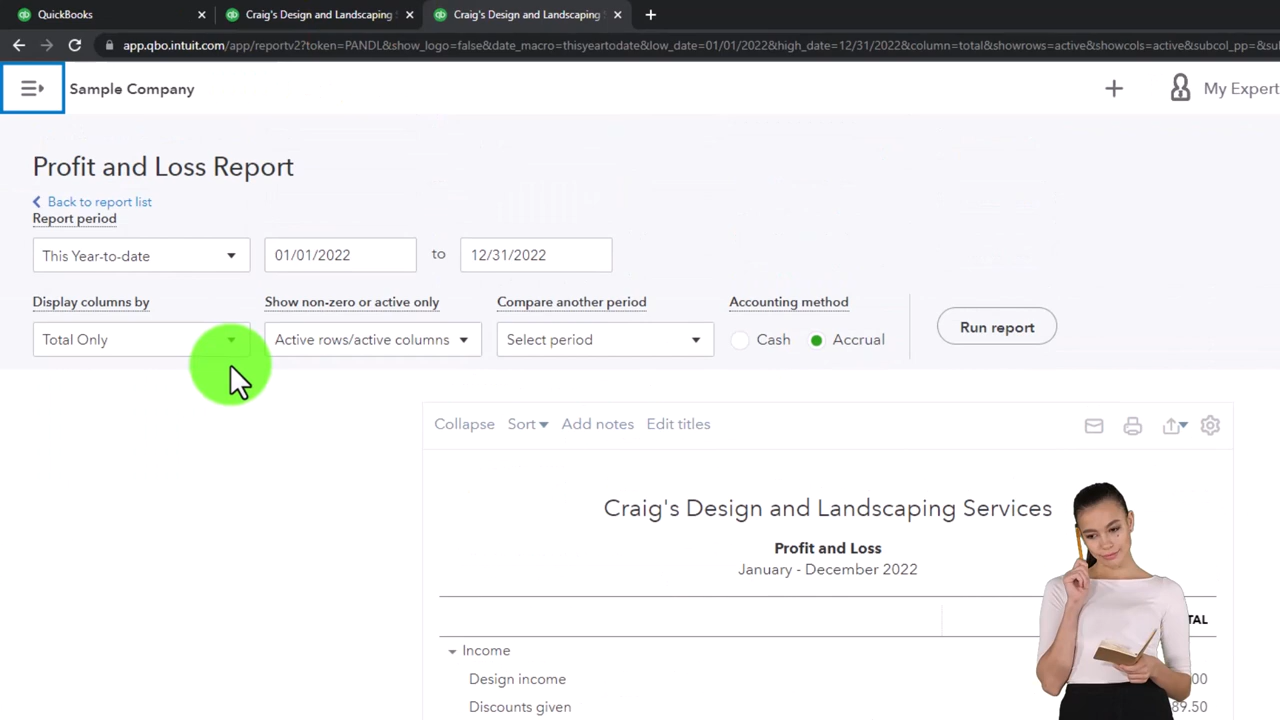 QuickBooks
Craig's Design and Landscaping
Craig's Design and Landscaping
app.qbo.intuit.com/app/reportv2?token=PANDL&show_logo=false&date_macro=thisyeartodate&low_date=01/01/2022&high_date=12/31/2022&column=total&showrows=active&showcols=active&subcol_pp=&su
Sample Company
My Expert
Profit and Loss Report
Back to report list
Report period
This Year-to-date
01/01/2022
to
12/31/2022
Display columns by
Show non-zero or active only
Compare another period
Accounting method
Total Only
Active rows/active columns
Select period
Cash
Accrual
Run report
Collapse
Sort
Add notes
Edit titles
Craig's Design and Landscaping Services
Profit and Loss
January - December 2022
TAL
Income
Design income
00
Discounts given
89.50